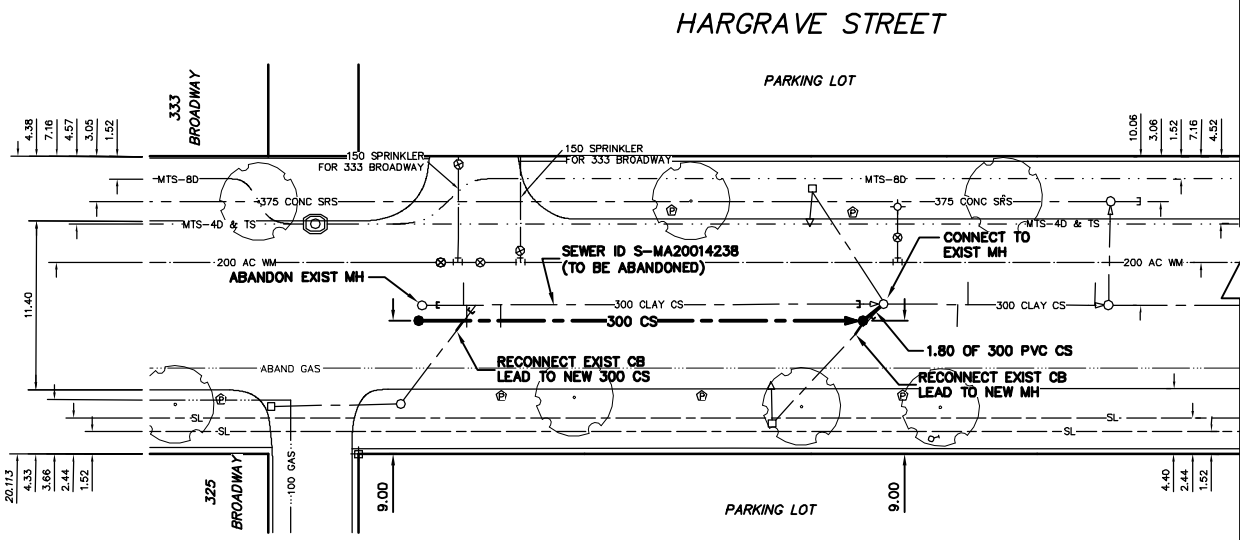 HARGRAVE STREET
PARKING LOT
333
BROADWAY
4.38
7.16
4.57
3.05
1.52
10.06
3.06
1.52
7.16
4.52
150 SPRINKLER
FOR 333 BROADWAY
150 SPRINKLER
FOR 333 BROADWAY
MTS-8D
MTS-8D
375 CONC SRS
375 CONC SRS
MTS-4D & TS
MTS-4D & TS
SEWER ID S-MA20014238
(TO BE ABANDONED)
CONNECT TO
EXIST MH
200 AC WM
200 AC WM
ABANDON EXIST MH
300 CLAY CS
300 CLAY CS
300 CS
11.40
1.80 OF 300 PVC CS
RECONNECT EXIST CB
LEAD TO NEW 300 CS
RECONNECT EXIST CB
LEAD TO NEW MH
ABAND GAS
P
P
P
P
P
P
SL
SL
SL
SL
100 GAS
325
BROADWAY
9.00
9.00
20.113
4.33
3.66
2.44
1.52
4.40
2.44
1.52
PARKING LOT